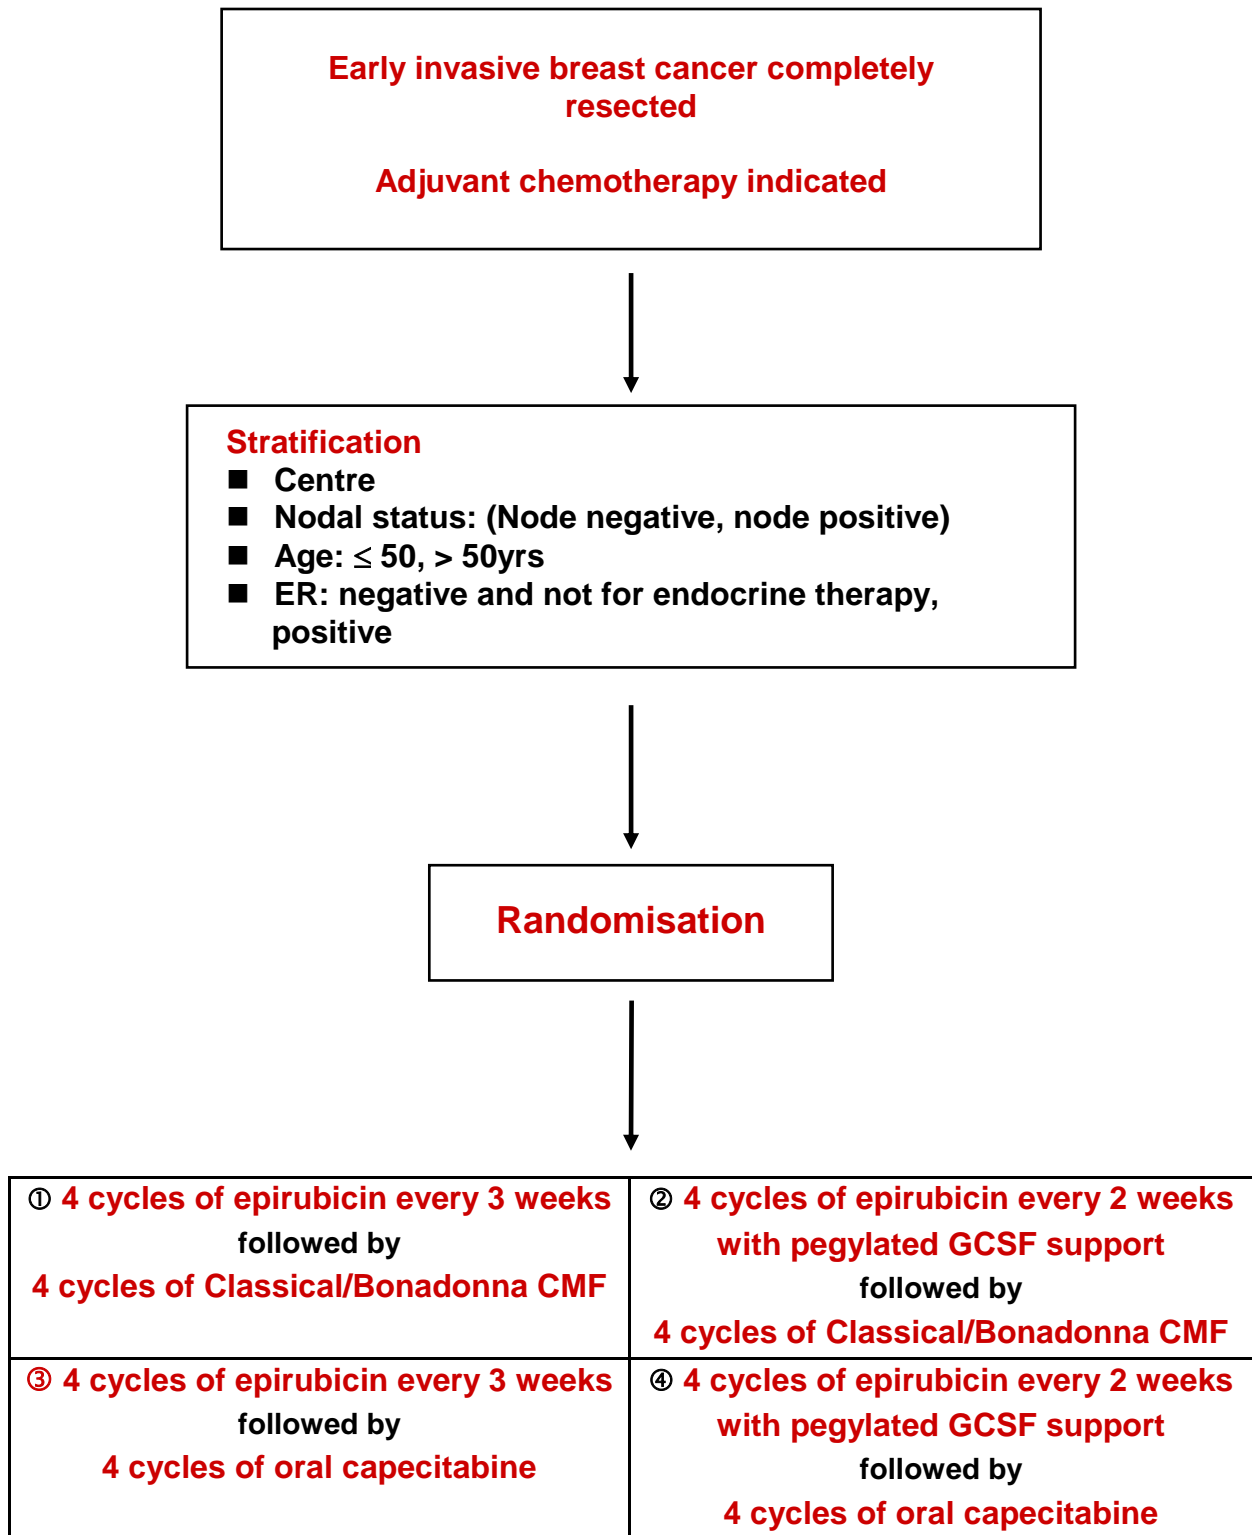 Early invasive breast cancer completely
resected
Adjuvant chemotherapy indicated
Stratification
■ Centre
■ Nodal status: (Node negative, node positive)
■ Age: ≤ 50, > 50yrs
■ ER: negative and not for endocrine therapy,
positive
Randomisation
① 4 cycles of epirubicin every 3 weeks
followed by
4 cycles of Classical/Bonadonna CMF
② 4 cycles of epirubicin every 2 weeks
with pegylated GCSF support
followed by
4 cycles of Classical/Bonadonna CMF
③ 4 cycles of epirubicin every 3 weeks
followed by
4 cycles of oral capecitabine
④ 4 cycles of epirubicin every 2 weeks
with pegylated GCSF support
followed by
4 cycles of oral capecitabine